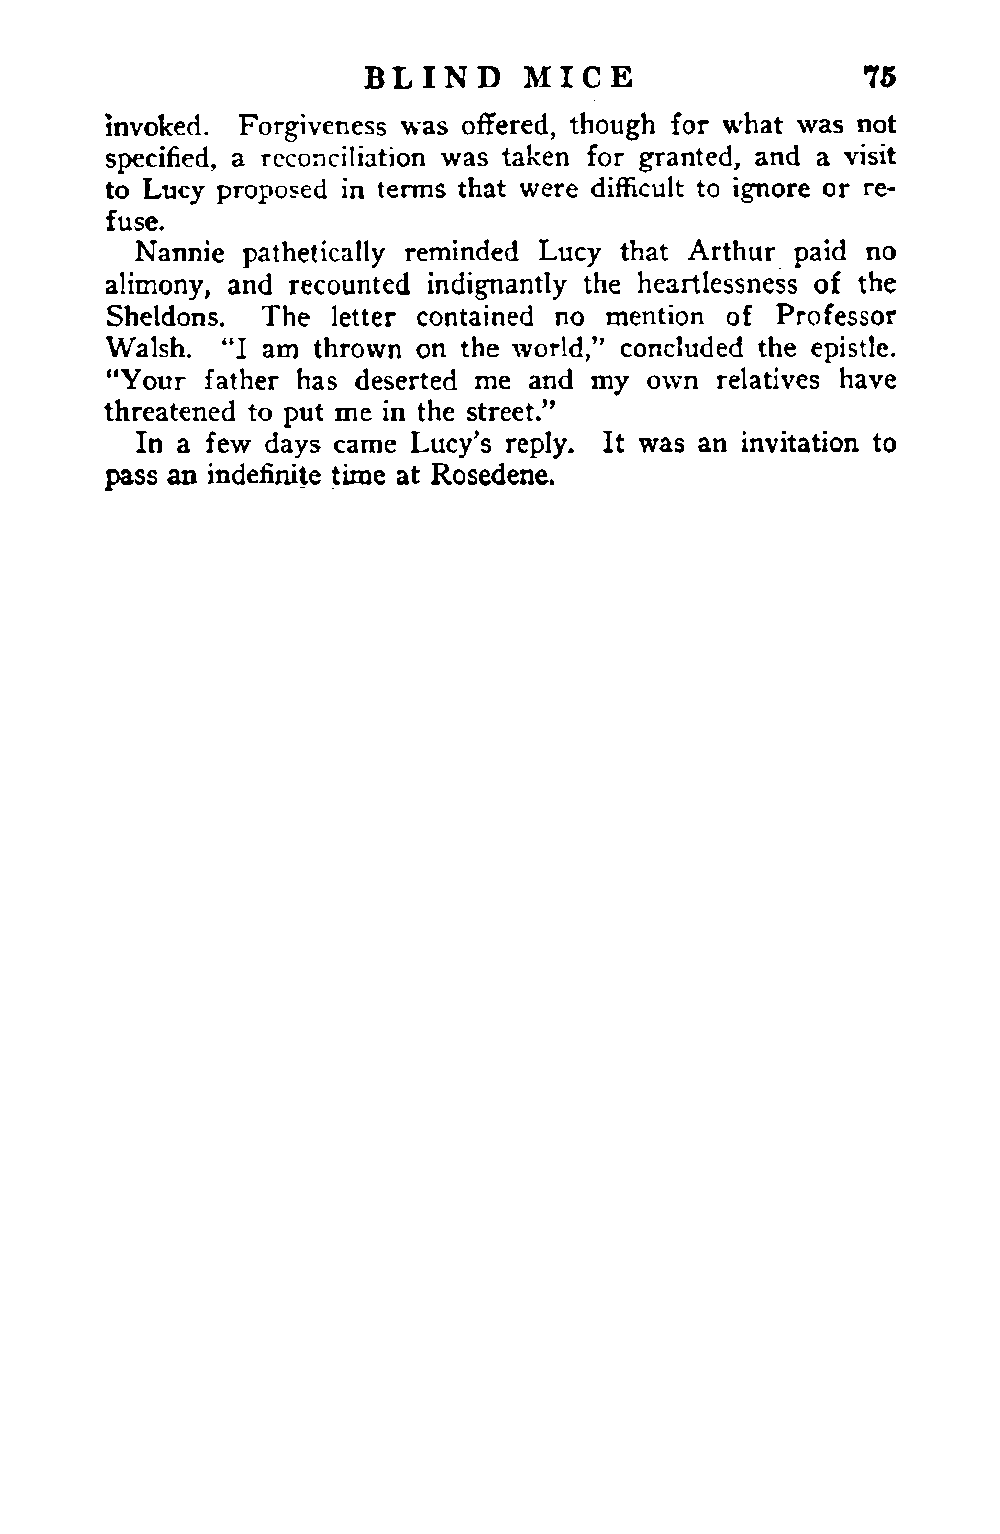 BLIND MICE 75
invoked. Forgiveness was offered, though for what was not
specified, a reconciliation was taken for granted, and a visit
to Lucy proposed in terms that were difficult to ignore or re-
fuse.
Nannie pathetically reminded Lucy that Arthur paid no
alimony, and recounted indignantly the heartlessness of the
Sheldons. The letter contained no mention of Professor
Walsh. “I am thrown on the world,” concluded the epistle.
“Your father has deserted me and my own relatives have
threatened to put me in the street.”
In a few days came Lucy’s reply. It was an invitation to
pass an indefinite time at Rosedene.